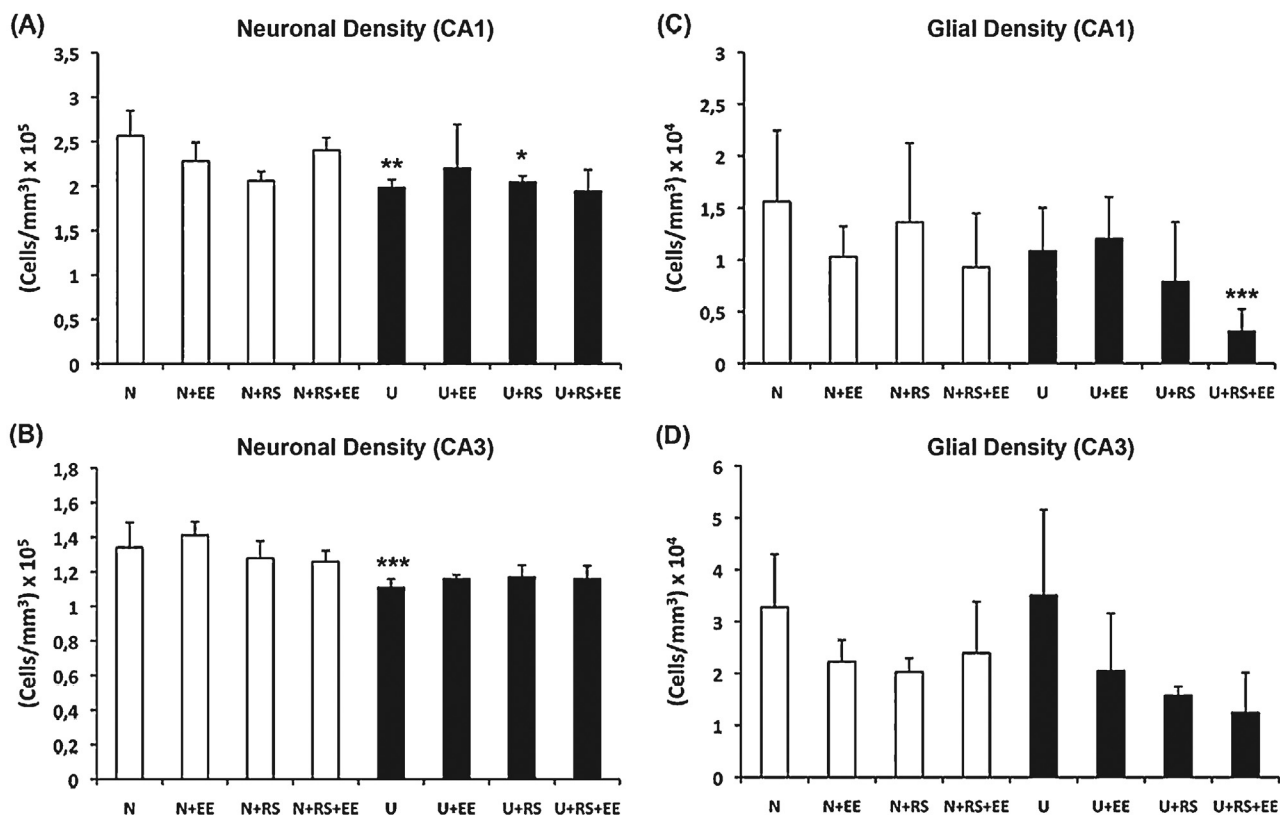 (A)
Neuronal Density (CA1)
(Cells/mm³) x 10⁵
3,5
3
2,5
2
1,5
1
0,5
0
** *
N N+EE N+RS N+RS+EE U U+EE U+RS U+RS+EE
(C)
Glial Density (CA1)
(Cells/mm³) x 10⁴
3
2,5
2
1,5
1
0,5
0
***
N N+EE N+RS N+RS+EE U U+EE U+RS U+RS+EE
(B)
Neuronal Density (CA3)
(Cells/mm³) x 10⁵
1,8
1,6
1,4
1,2
1
0,8
0,6
0,4
0,2
0
***
N N+EE N+RS N+RS+EE U U+EE U+RS U+RS+EE
(D)
Glial Density (CA3)
(Cells/mm³) x 10⁴
6
5
4
3
2
1
0
N N+EE N+RS N+RS+EE U U+EE U+RS U+RS+EE